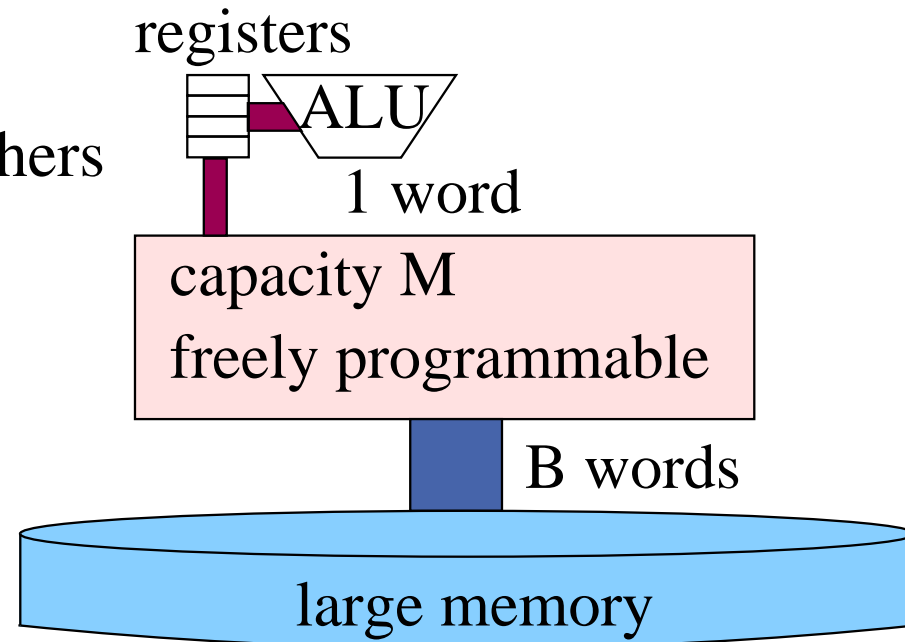 registers
ALU
hers
1 word
capacity M
freely programmable
B words
large memory